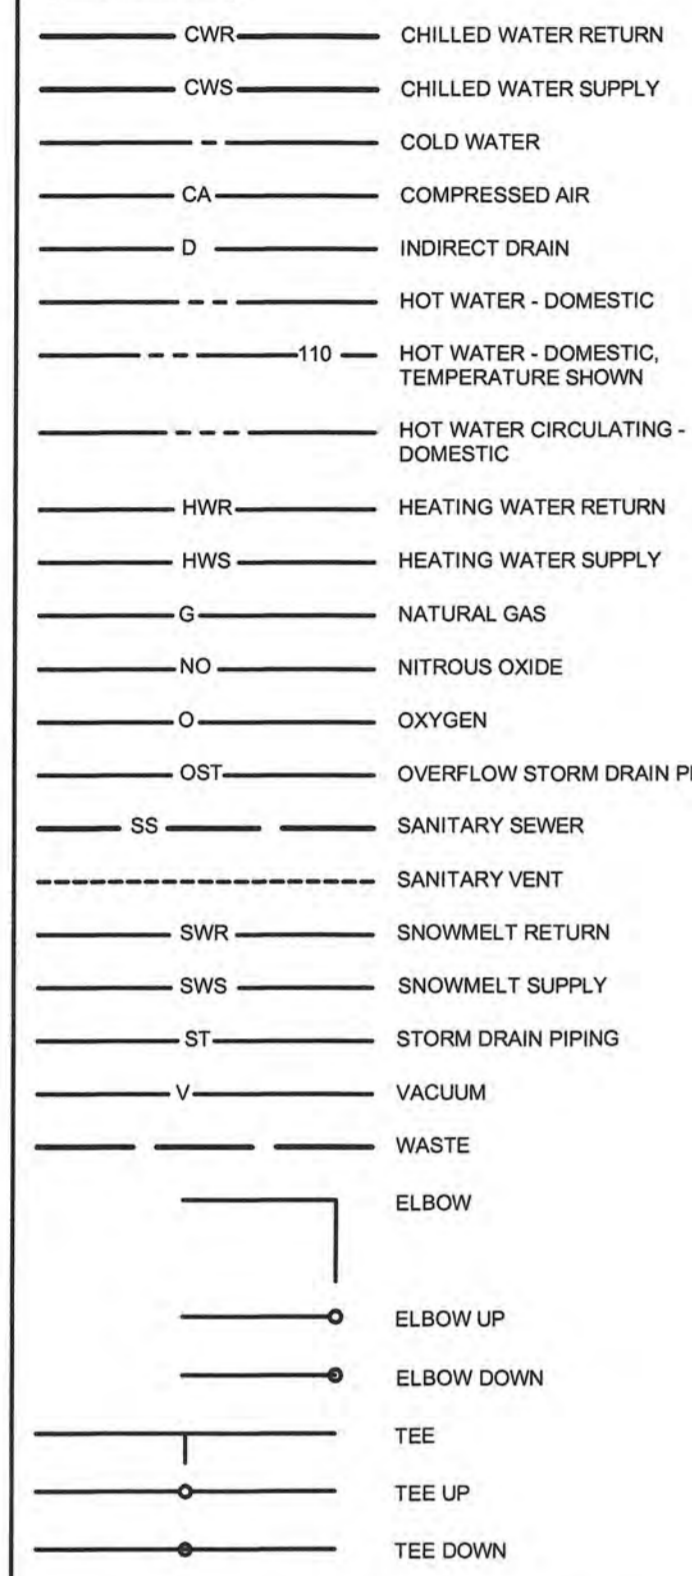 CWR CHILLED WATER RETURN
CWS CHILLED WATER SUPPLY
COLD WATER
CA COMPRESSED AIR
D INDIRECT DRAIN
HOT WATER - DOMESTIC
110 HOT WATER - DOMESTIC,
TEMPERATURE SHOWN
HOT WATER CIRCULATING -
DOMESTIC
HWR HEATING WATER RETURN
HWS HEATING WATER SUPPLY
G NATURAL GAS
NO NITROUS OXIDE
O OXYGEN
OST OVERFLOW STORM DRAIN
SS SANITARY SEWER
SANITARY VENT
SWR SNOWMELT RETURN
SWS SNOWMELT SUPPLY
ST STORM DRAIN PIPING
V VACUUM
WASTE
ELBOW
ELBOW UP
ELBOW DOWN
TEE
TEE UP
TEE DOWN